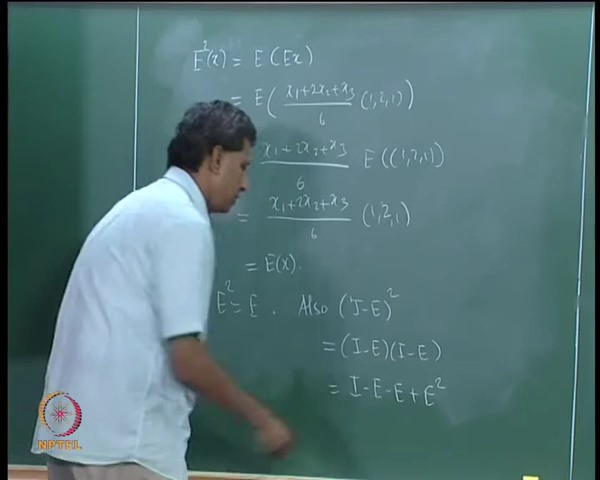 E²(x) = E(Ex)
= E( (x₁+2x₂+x₃)/6 (1,2,1) )
(x₁+2x₂+x₃)/6 E((1,2,1))
= (x₁+2x₂+x₃)/6 (1,2,1)
= E(x).
E² = E. Also (I-E)²
= (I-E)(I-E)
= I-E-E+E²
NPTEL